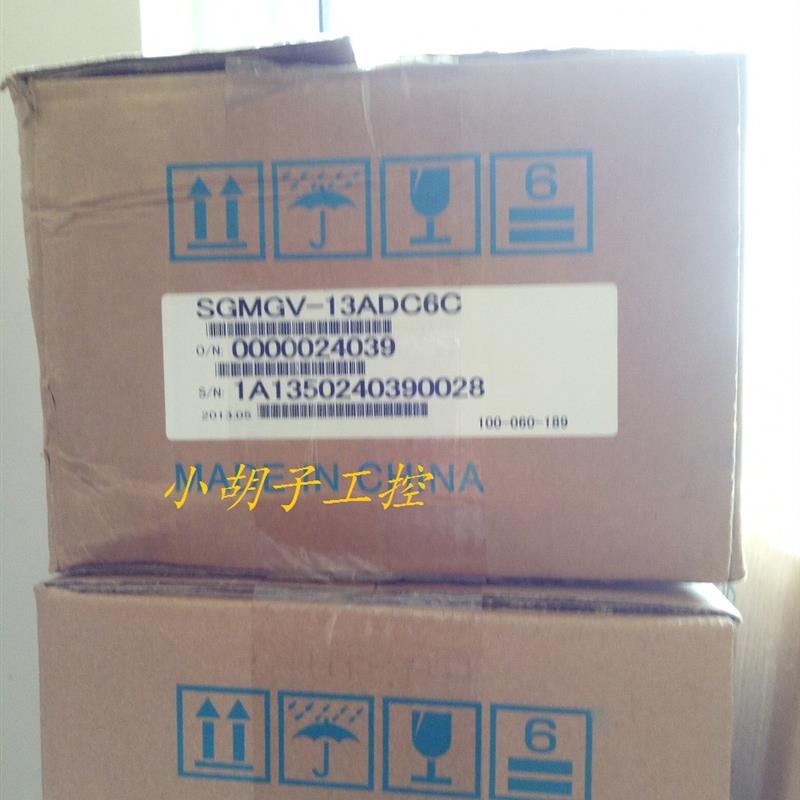 6
SGMGV-13ADC6C
O/N: 0000024039
S/N: 1A1350240390028
2013.05
100-060-189
MADE IN CHINA
小胡子工控
6